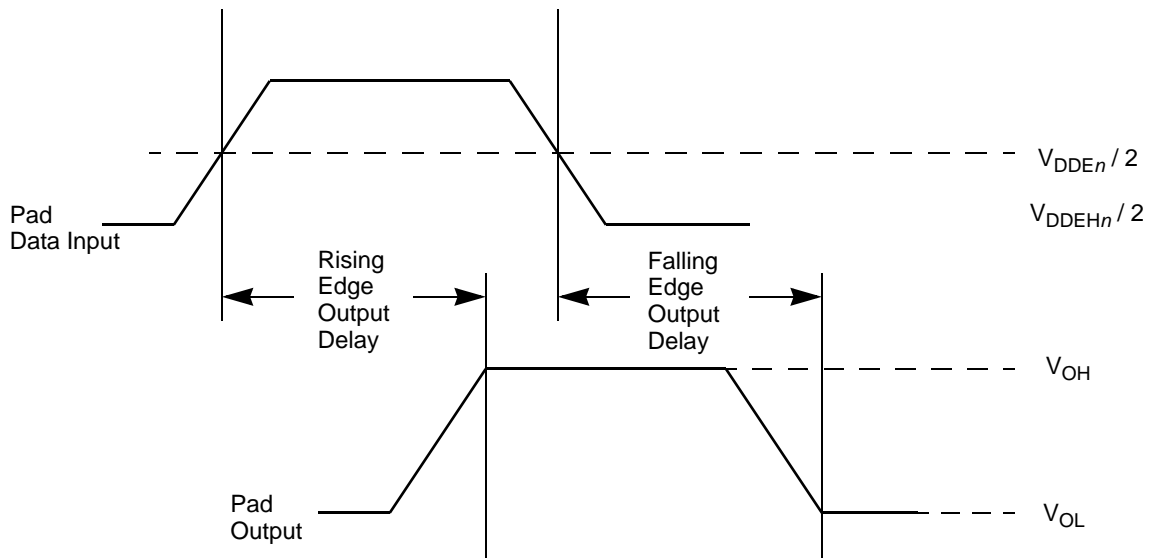 V_DDEn / 2
Pad
Data Input
V_DDEHn / 2
Rising
Edge
Output
Delay
Falling
Edge
Output
Delay
V_OH
Pad
Output
V_OL